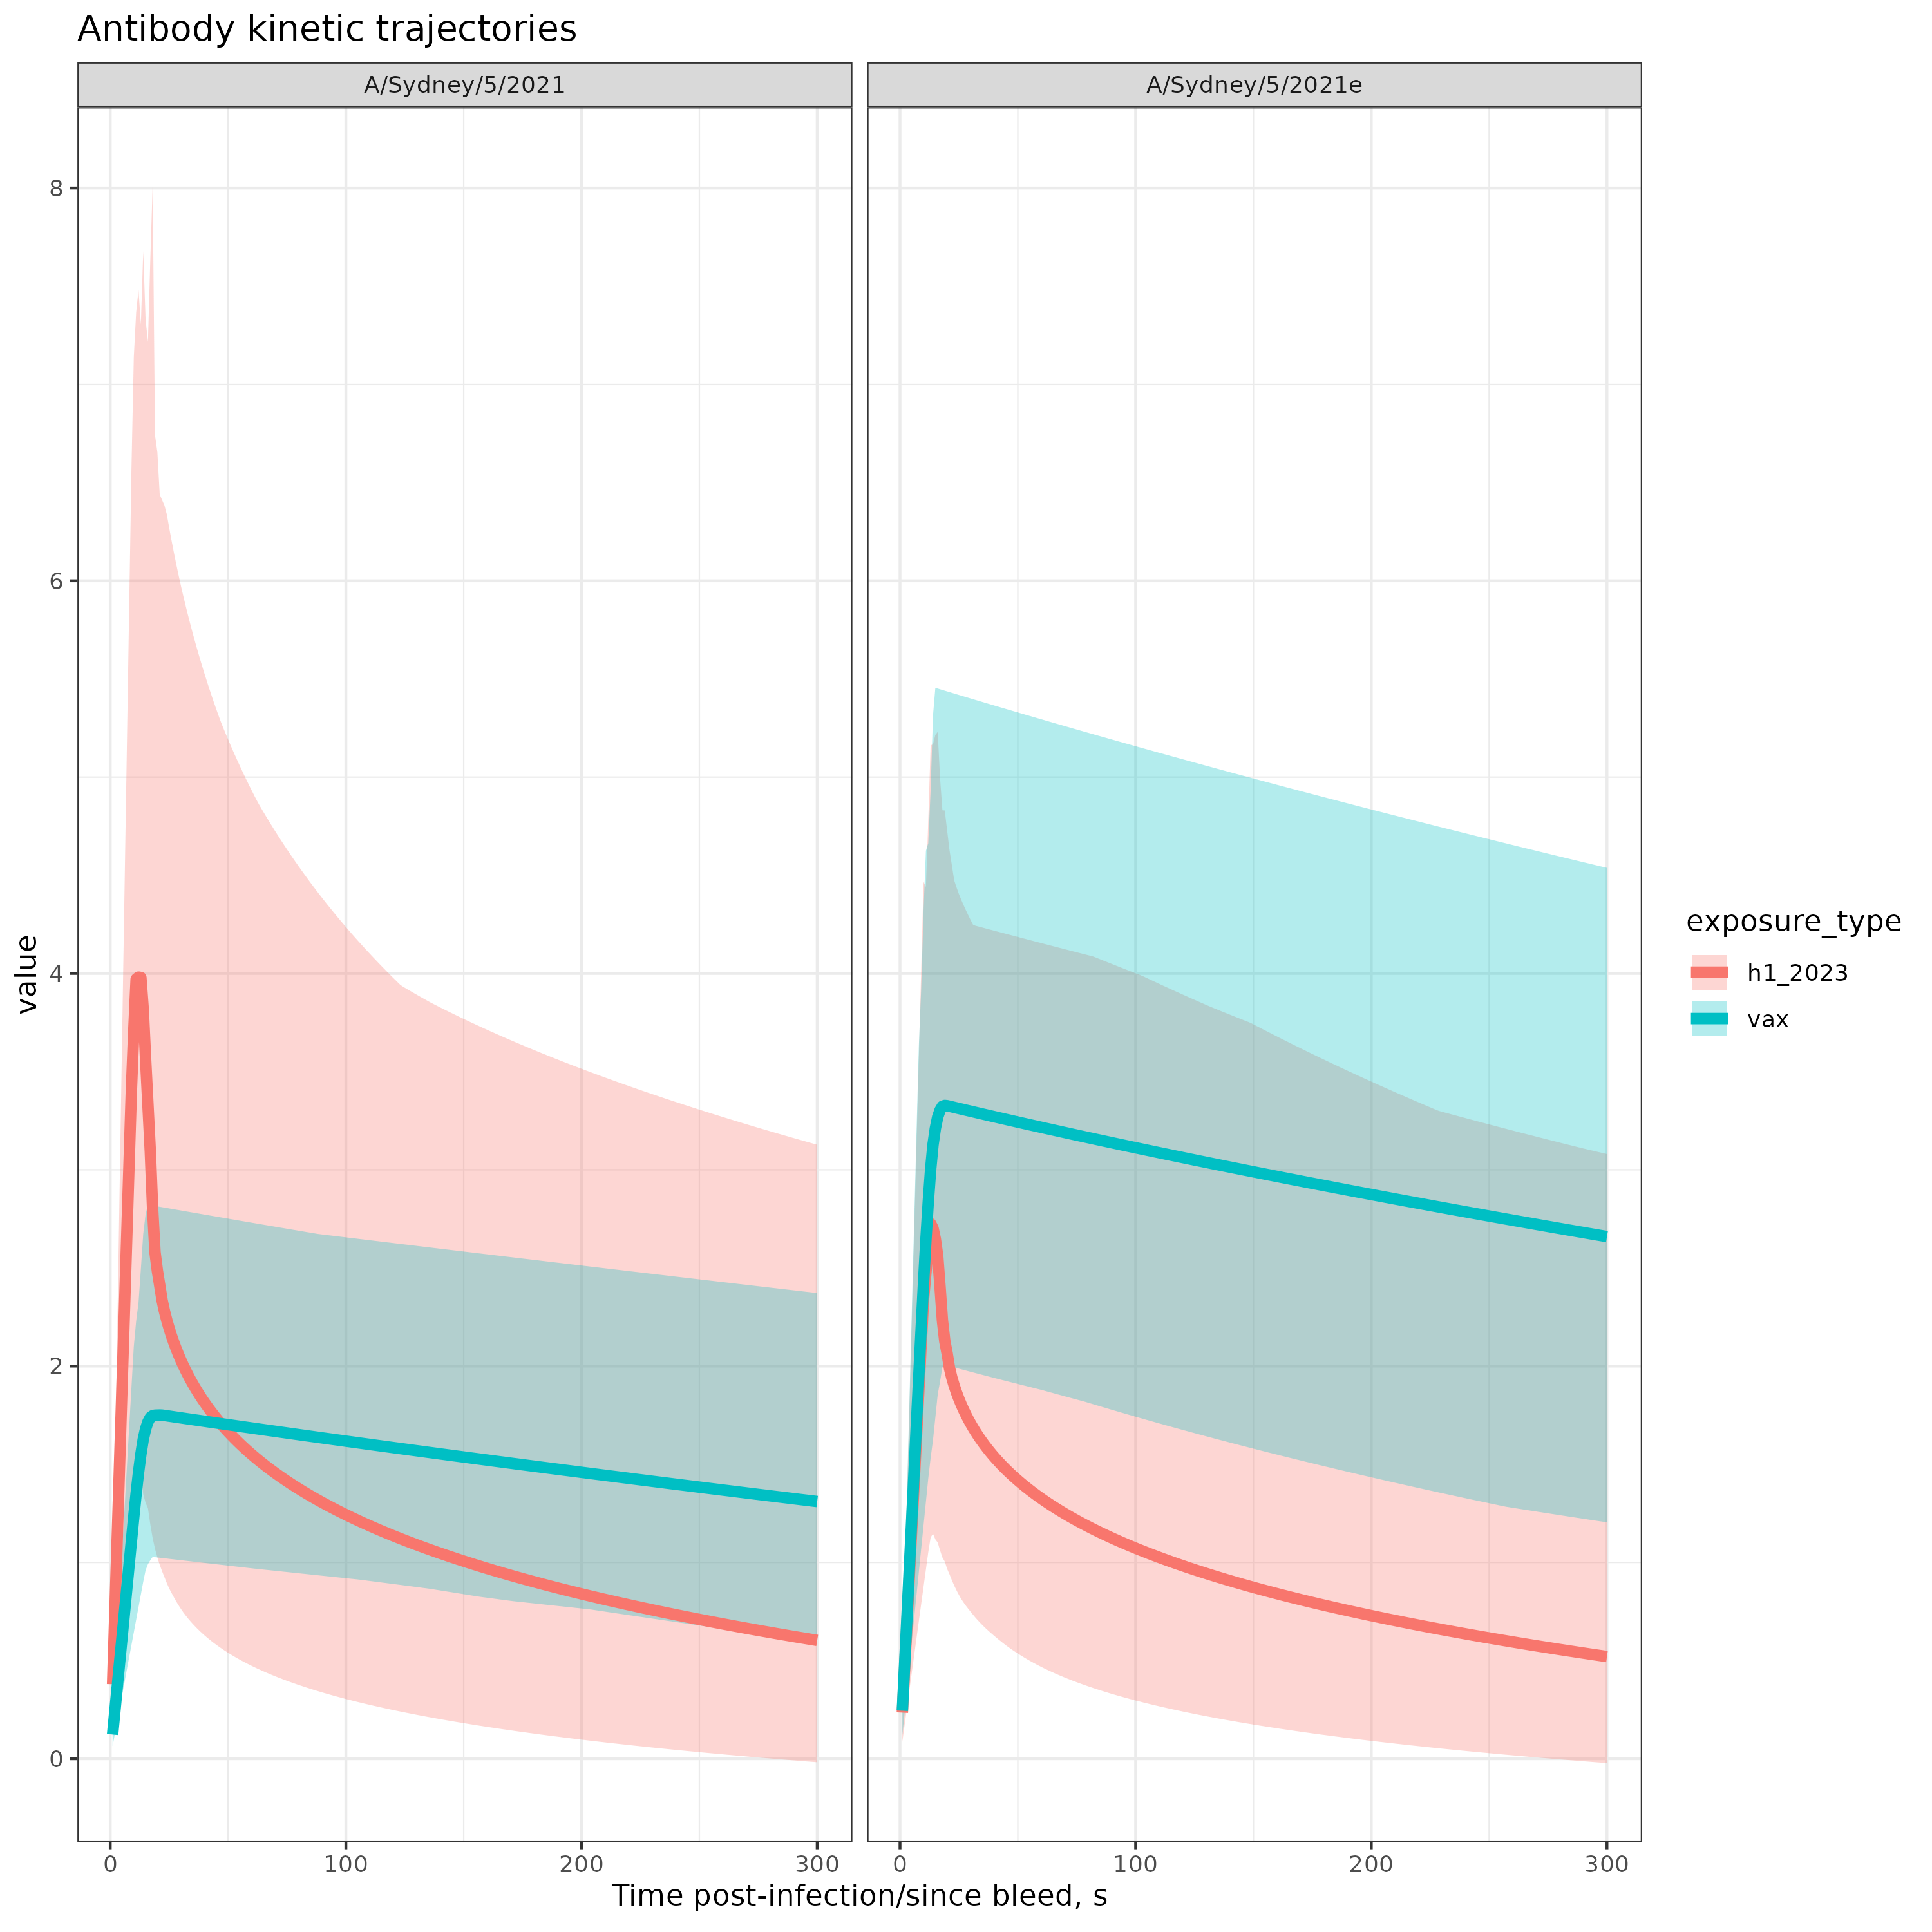 Antibody kinetic trajectories
A/Sydney/5/2021
A/Sydney/5/2021e
8
6
4
2
0
value
0 100 200 300
0 100 200 300
Time post-infection/since bleed, s
exposure_type
h1_2023
vax